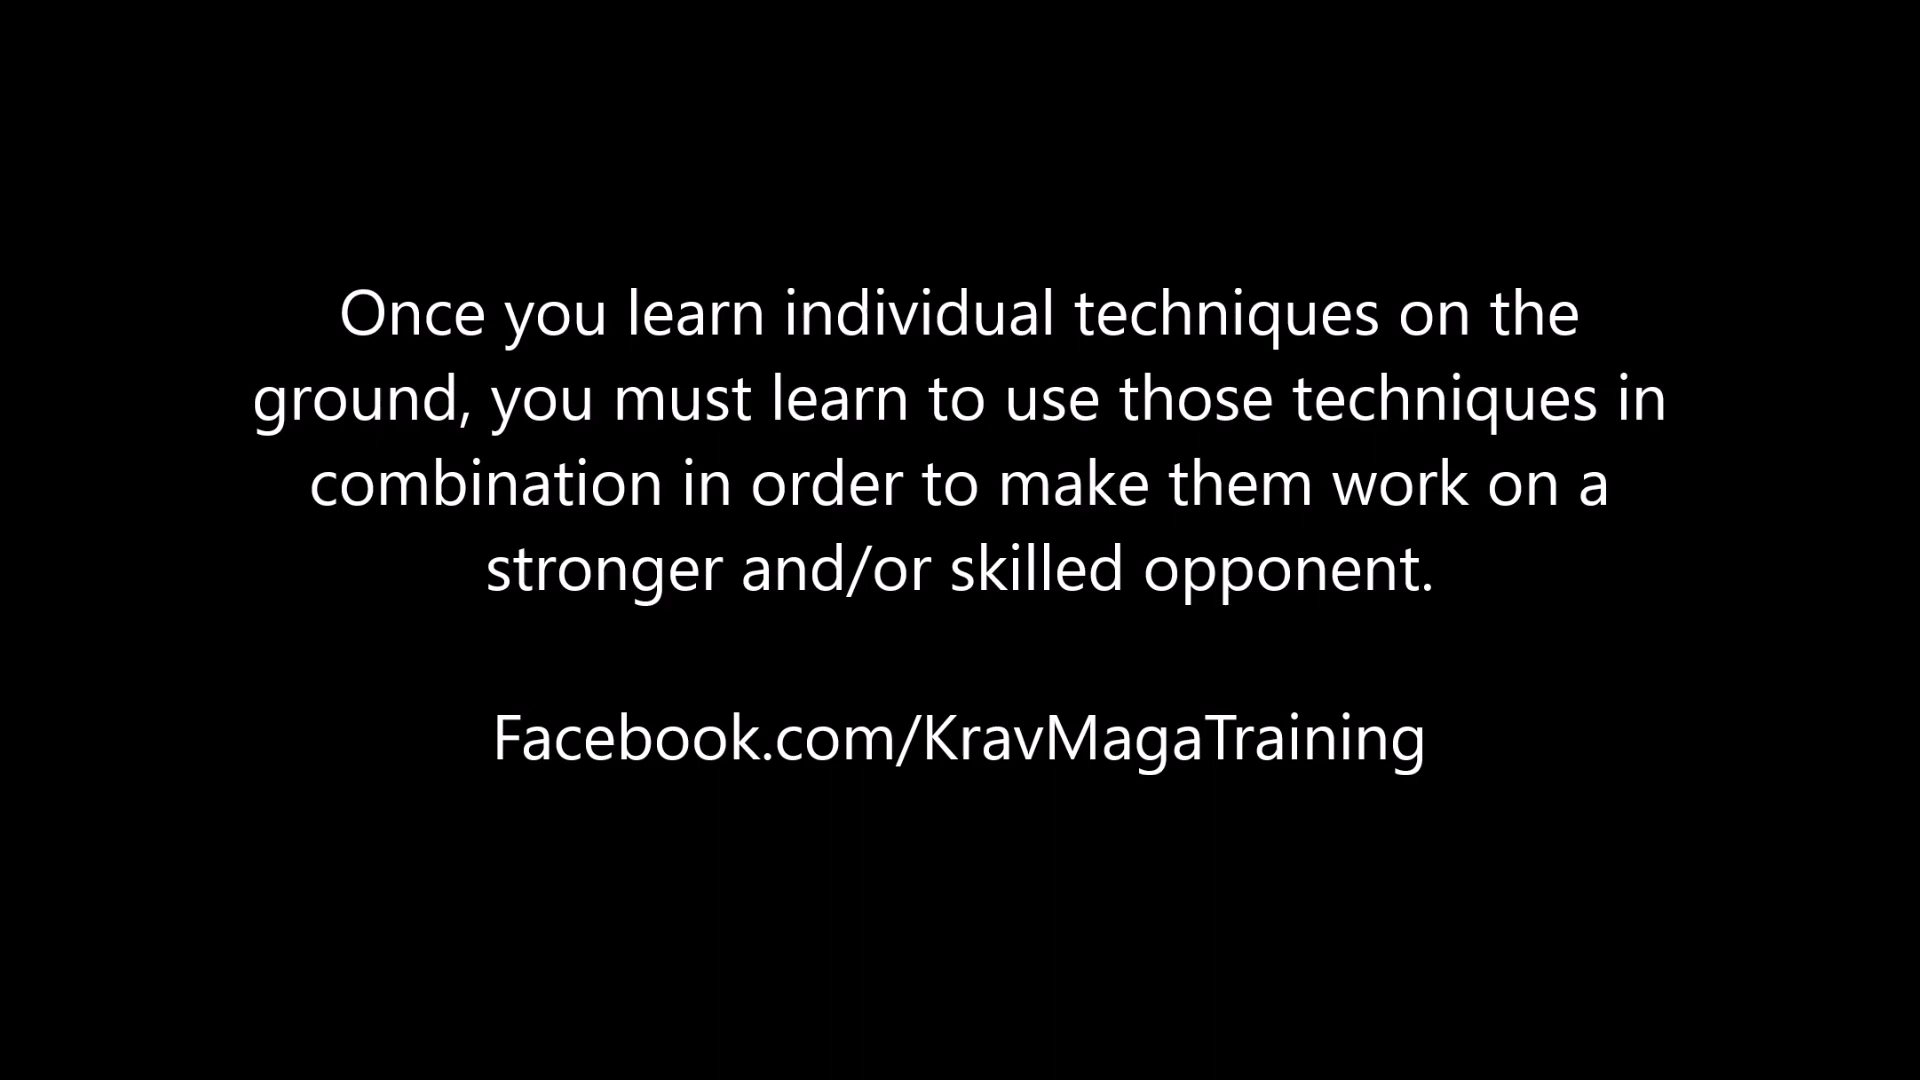 Once you learn individual techniques on the
ground, you must learn to use those techniques in
combination in order to make them work on a
stronger and/or skilled opponent.
Facebook.com/KravMagaTraining